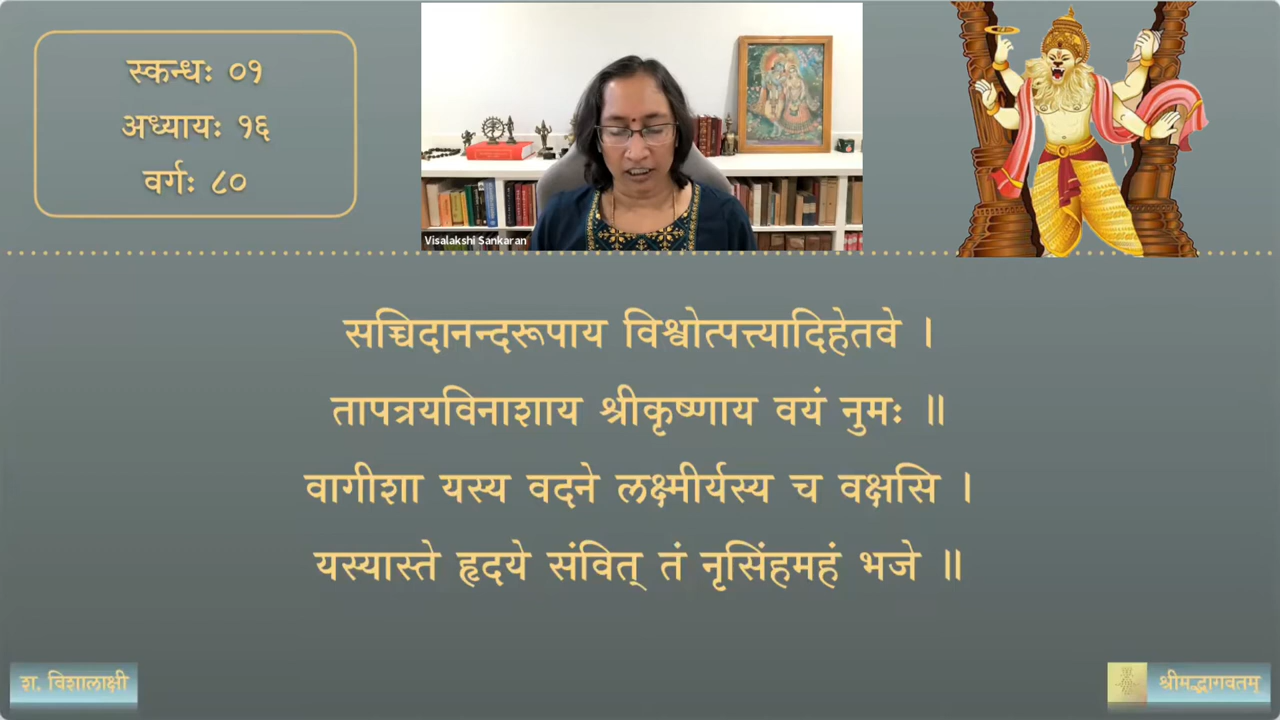 स्कन्धः ०१
अध्यायः १६
वर्गः ८०
Visalakshi Sankaran
सच्चिदानन्दरूपाय विश्वोत्पत्त्यादिहेतवे ।
तापत्रयविनाशाय श्रीकृष्णाय वयं नुमः ॥
वागीशा यस्य वदने लक्ष्मीर्यस्य च वक्षसि ।
यस्यास्ते हृदये संवित् तं नृसिंहमहं भजे ॥
श. विशालाक्षी
श्रीमद्भागवतम्